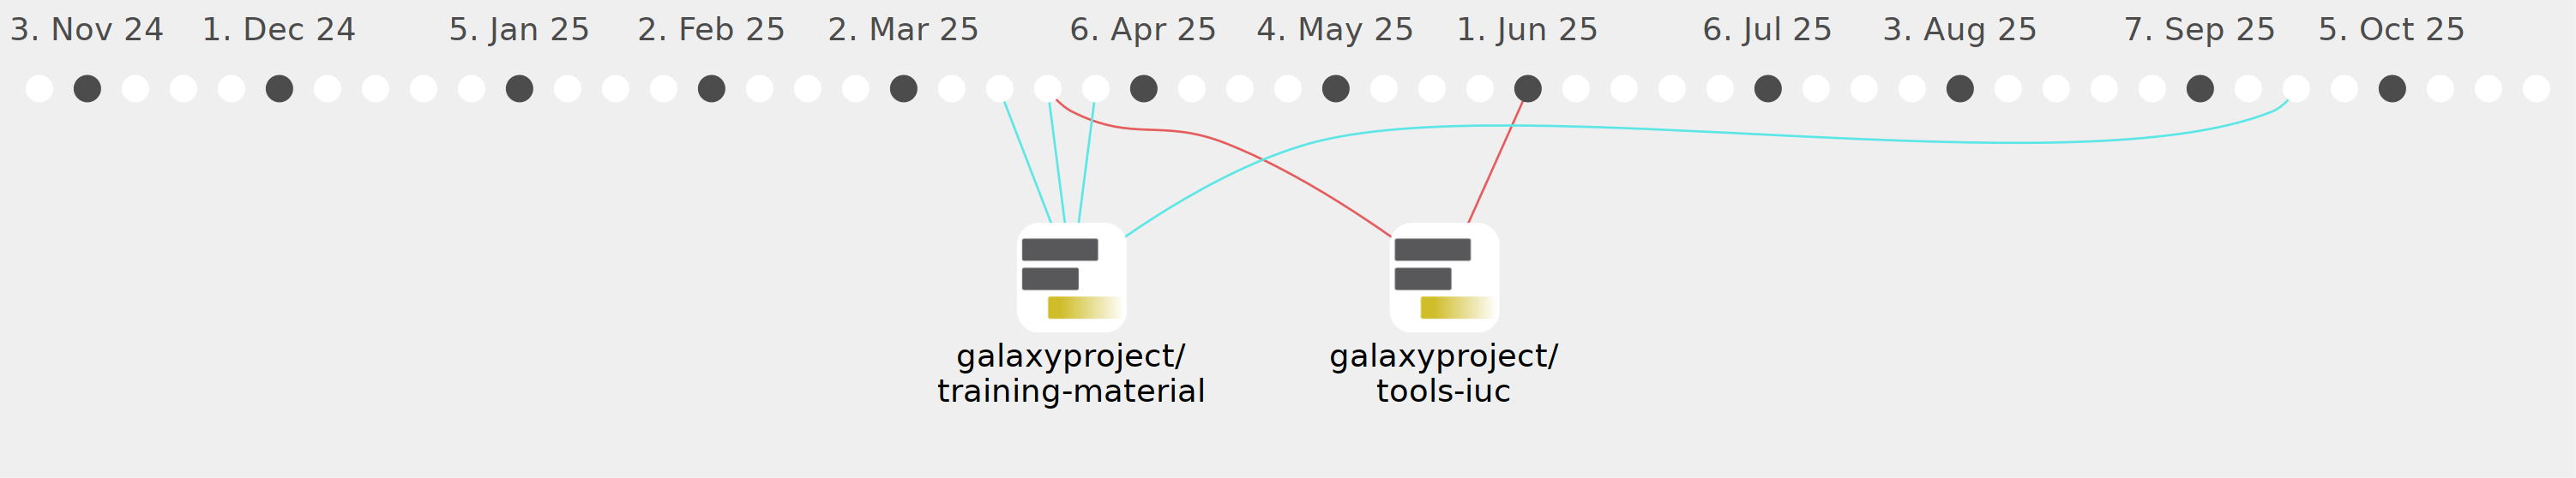 3. Nov 24 1. Dec 24 5. Jan 25 2. Feb 25 2. Mar 25 6. Apr 25 4. May 25 1. Jun 25 6. Jul 25 3. Aug 25 7. Sep 25 5. Oct 25
galaxyproject/ galaxyproject/
training-material tools-iuc